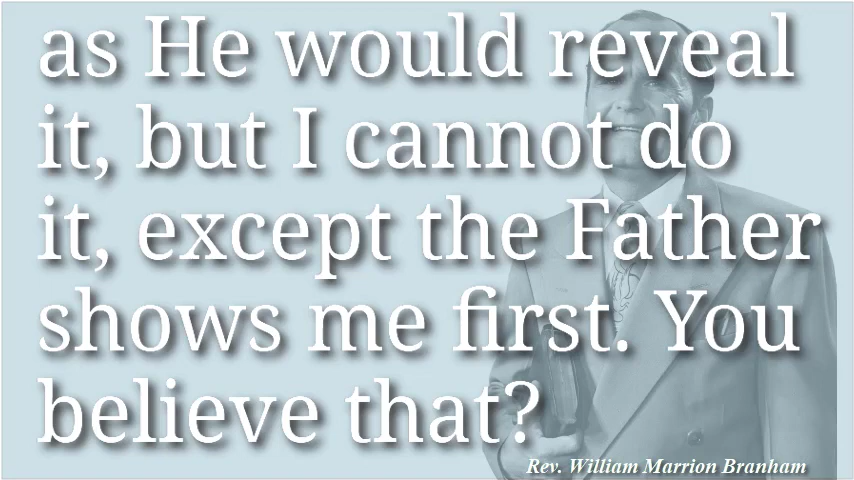 as He would reveal
it, but I cannot do
it, except the Father
shows me first. You
believe that?
Rev. William Marrion Branham